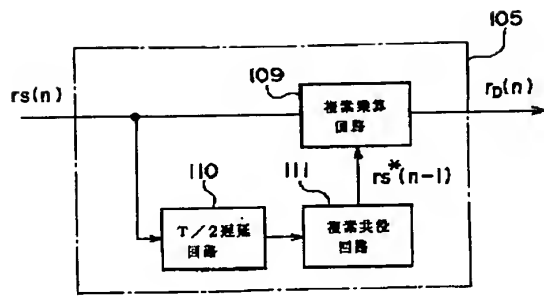 105
109
rs(n)
複素乗算
回路
rD(n)
110
111
rs*(n-1)
T/2遅延
回路
複素共役
回路